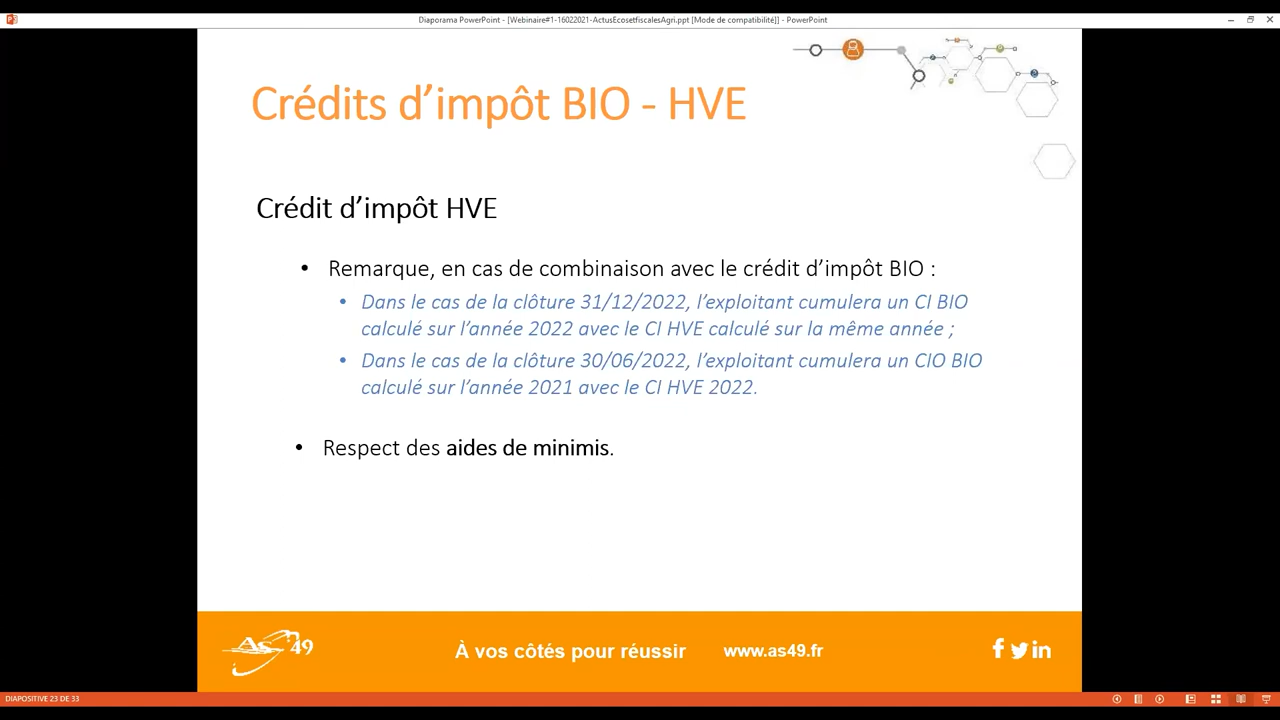 Diaporama PowerPoint - [Webinaire#1-16022021-ActusEcosetfiscalesAgri.ppt [Mode de compatibilité]] - PowerPoint
Crédits d’impôt BIO - HVE
Crédit d’impôt HVE
• Remarque, en cas de combinaison avec le crédit d’impôt BIO :
• Dans le cas de la clôture 31/12/2022, l’exploitant cumulera un CI BIO
calculé sur l’année 2022 avec le CI HVE calculé sur la même année ;
• Dans le cas de la clôture 30/06/2022, l’exploitant cumulera un CIO BIO
calculé sur l’année 2021 avec le CI HVE 2022.
• Respect des aides de minimis.
As 49
À vos côtés pour réussir
www.as49.fr
DIAPOSITIVE 23 DE 33